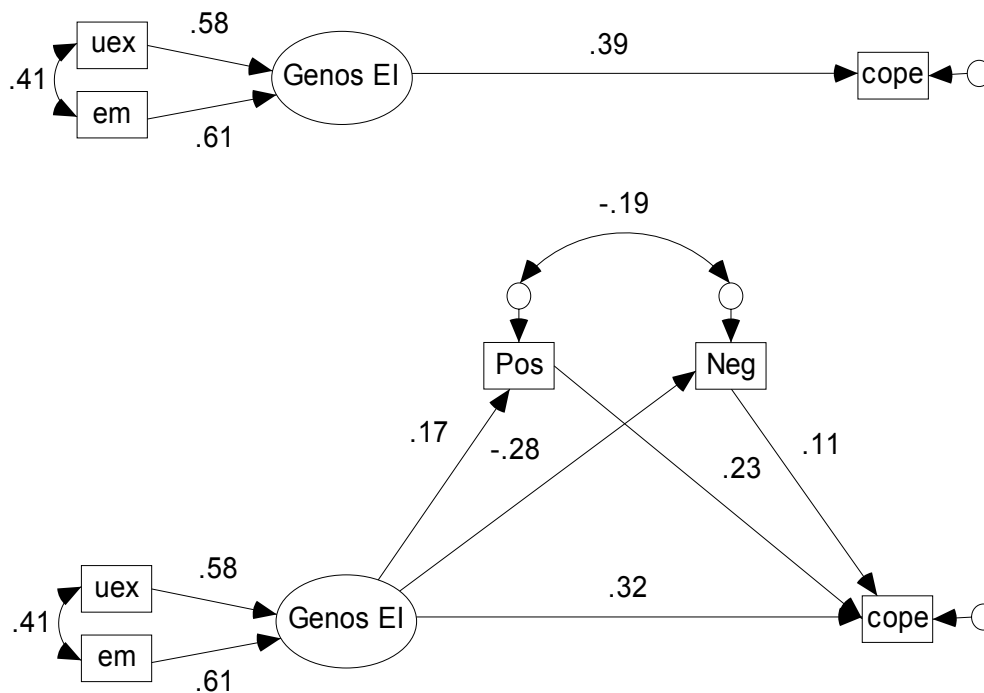 .58
uex
.39
Genos EI
cope
.41
em
.61
-.19
Pos
Neg
.17
-.28
.23
.11
uex
.58
.32
Genos EI
cope
.41
em
.61